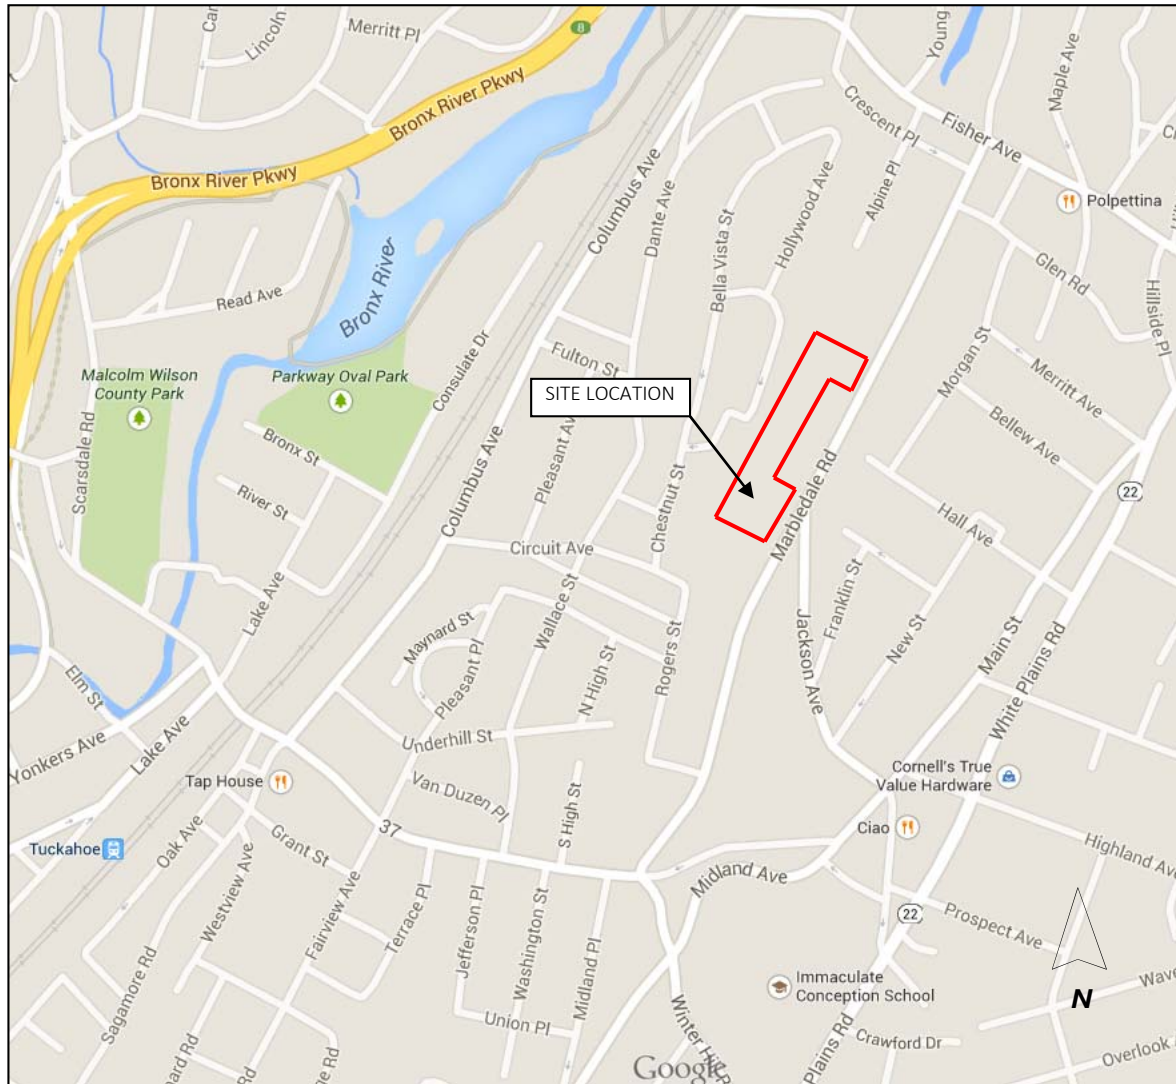 Merritt Pl
Lincoln
8
Young
Maple Ave
Bronx River Pkwy
Columbus Ave
Crescent Pl
Fisher Ave
Bronx River Pkwy
Dante Ave
Bella Vista St
Hollywood Ave
Alpine Pl
Polpettina
Bronx River
Glen Rd
Hillside Pl
Read Ave
Consulate Dr
Fulton St
Morgan St
Merritt Ave
Malcolm Wilson
County Park
Parkway Oval Park
SITE LOCATION
Bellew Ave
Scarsdale Rd
Bronx St
Columbus Ave
Pleasant Av
Marbledale Rd
22
River St
Chestnut St
Hall Ave
Circuit Ave
Franklin St
Lake Ave
Wallace St
Jackson Ave
New St
Main St
Maynard St
Pleasant Pl
N High St
Rogers St
White Plains Rd
Elm St
Underhill St
Yonkers Ave
Lake Ave
Tap House
Van Duzen Pl
Cornell's True
Value Hardware
S High St
37
Ciao
Tuckahoe
Oak Ave
Grant St
Highland Ave
Midland Ave
Westview Ave
Fairview Ave
Terrace Pl
Jefferson Pl
Washington St
Midland Pl
22
Prospect Ave
Immaculate
Conception School
N
Sagamore Rd
Union Pl
Winter Hi
Plains Rd
Crawford Dr
Wave
Overlook
Google